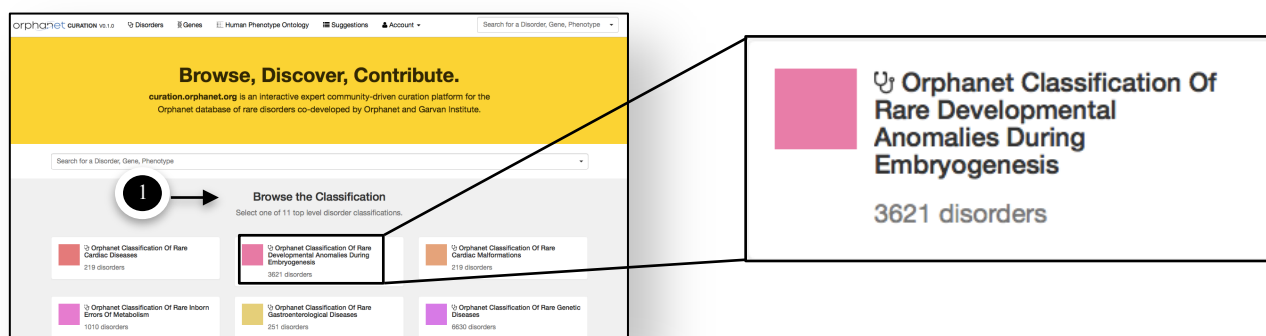 orphanet CURATION V0.1.0 Disorders Genes Human Phenotype Ontology Suggestions Account Search for a Disorder, Gene, Phenotype
Browse, Discover, Contribute.
curation.orphanet.org is an interactive expert community-driven curation platform for the
Orphanet database of rare disorders co-developed by Orphanet and Garvan Institute.
Search for a Disorder, Gene, Phenotype
1
Browse the Classification
Select one of 11 top level disorder classifications.
Orphanet Classification Of Rare
Cardiac Diseases
219 disorders
Orphanet Classification Of Rare
Developmental Anomalies During
Embryogenesis
3621 disorders
Orphanet Classification Of Rare
Cardiac Malformations
219 disorders
Orphanet Classification Of Rare Inborn
Errors Of Metabolism
1010 disorders
Orphanet Classification Of Rare
Gastroenterological Diseases
251 disorders
Orphanet Classification Of Rare Genetic
Diseases
6630 disorders
Orphanet Classification Of
Rare Developmental
Anomalies During
Embryogenesis
3621 disorders